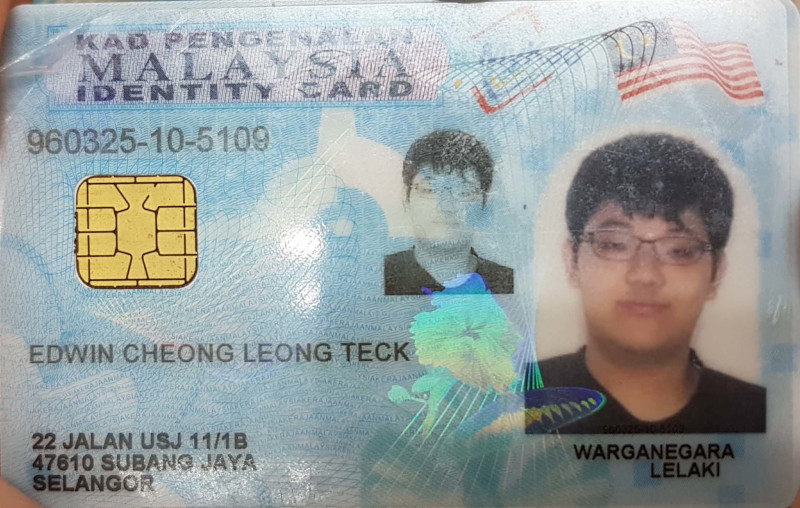 KAD PENGENALAN
MALAYSIA
IDENTITY CARD
960325-10-5109
EDWIN CHEONG LEONG TECK
22 JALAN USJ 11/1B
47610 SUBANG JAYA
SELANGOR
960325-10-5109
WARGANEGARA
LELAKI